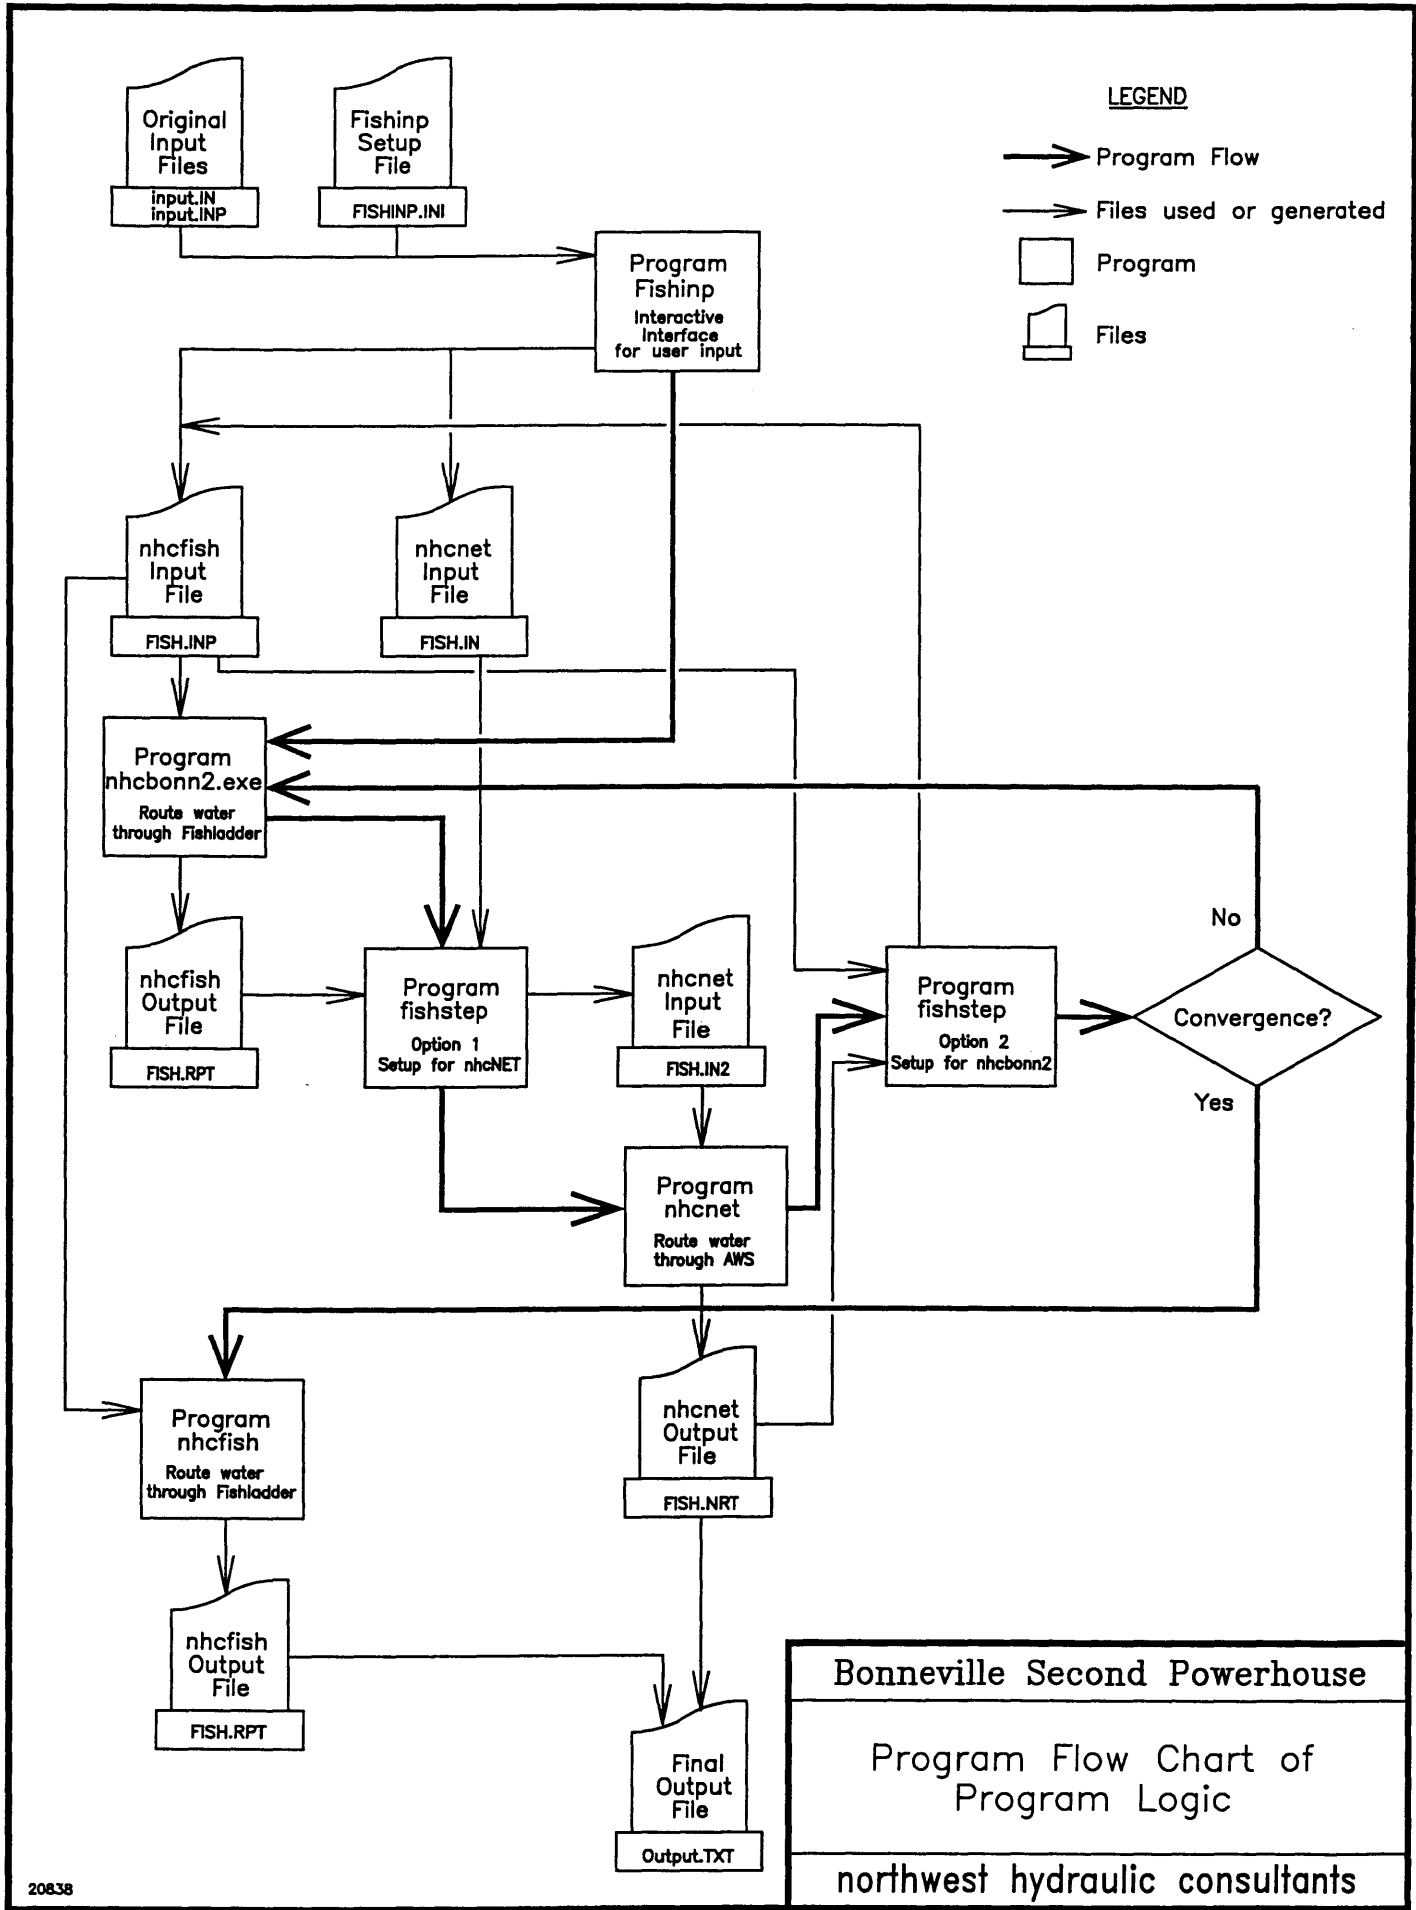 Original
Input
Files
input.IN
input.INP
Fishinp
Setup
File
FISHINP.INI
LEGEND
Program Flow
Files used or generated
Program
Files
Program
Fishinp
Interactive
Interface
for user input
nhcfish
Input
File
FISH.INP
nhcnet
Input
File
FISH.IN
Program
nhcbonn2.exe
Route water
through Fishladder
nhcfish
Output
File
FISH.RPT
Program
fishstep
Option 1
Setup for nhcNET
nhcnet
Input
File
FISH.IN2
Program
fishstep
Option 2
Setup for nhcbonn2
No
Convergence?
Yes
Program
nhcnet
Route water
through AWS
Program
nhcfish
Route water
through Fishladder
nhcnet
Output
File
FISH.NRT
nhcfish
Output
File
FISH.RPT
Final
Output
File
Output.TXT
Bonneville Second Powerhouse
Program Flow Chart of
Program Logic
northwest hydraulic consultants
20838